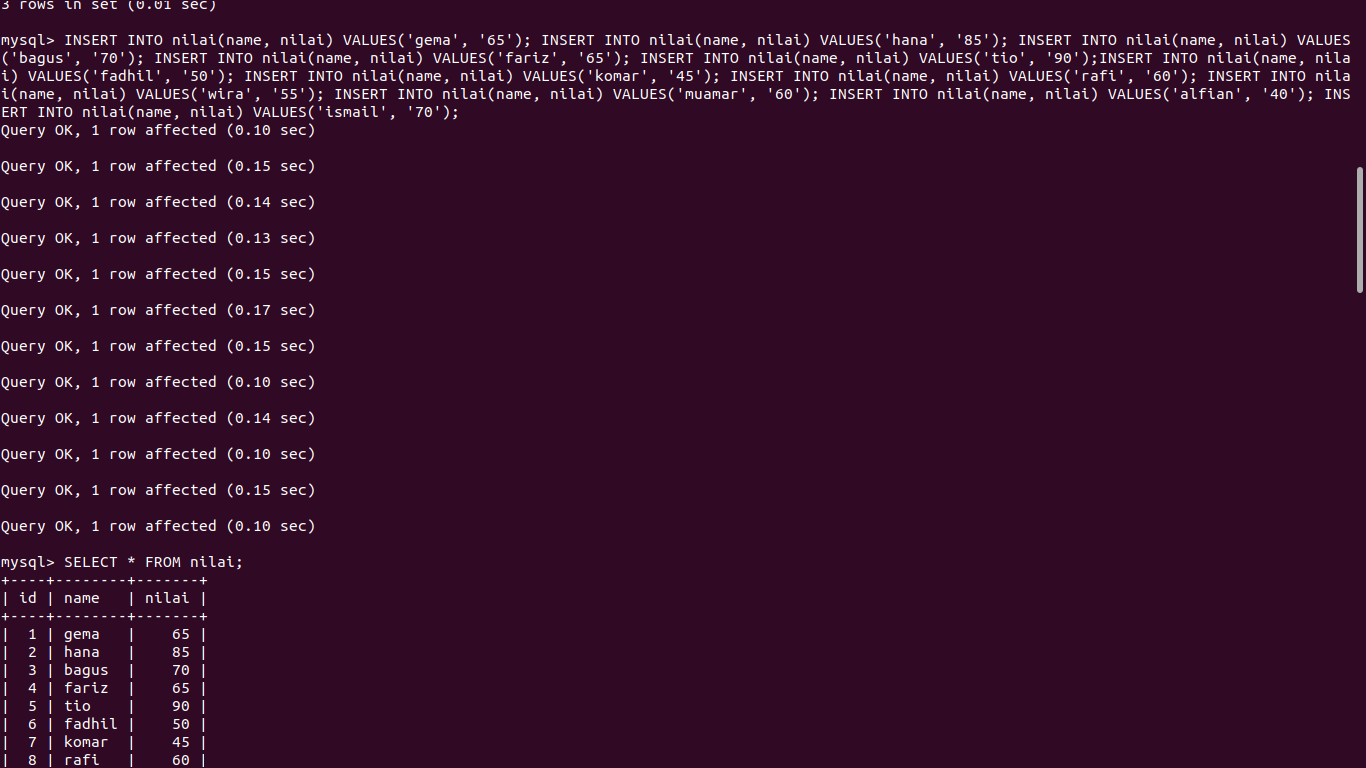 3 rows in set (0.01 sec)
mysql> INSERT INTO nilai(name, nilai) VALUES('gema', '65'); INSERT INTO nilai(name, nilai) VALUES('hana', '85'); INSERT INTO nilai(name, nilai) VALUES
('bagus', '70'); INSERT INTO nilai(name, nilai) VALUES('fariz', '65'); INSERT INTO nilai(name, nilai) VALUES('tio', '90');INSERT INTO nilai(name, nila
i) VALUES('fadhil', '50'); INSERT INTO nilai(name, nilai) VALUES('komar', '45'); INSERT INTO nilai(name, nilai) VALUES('rafi', '60'); INSERT INTO nila
i(name, nilai) VALUES('wira', '55'); INSERT INTO nilai(name, nilai) VALUES('muamar', '60'); INSERT INTO nilai(name, nilai) VALUES('alfian', '40'); INS
ERT INTO nilai(name, nilai) VALUES('ismail', '70');
Query OK, 1 row affected (0.10 sec)
Query OK, 1 row affected (0.15 sec)
Query OK, 1 row affected (0.14 sec)
Query OK, 1 row affected (0.13 sec)
Query OK, 1 row affected (0.15 sec)
Query OK, 1 row affected (0.17 sec)
Query OK, 1 row affected (0.15 sec)
Query OK, 1 row affected (0.10 sec)
Query OK, 1 row affected (0.14 sec)
Query OK, 1 row affected (0.10 sec)
Query OK, 1 row affected (0.15 sec)
Query OK, 1 row affected (0.10 sec)
mysql> SELECT * FROM nilai;
+----+--------+-------+
| id | name   | nilai |
+----+--------+-------+
|  1 | gema   |    65 |
|  2 | hana   |    85 |
|  3 | bagus  |    70 |
|  4 | fariz  |    65 |
|  5 | tio    |    90 |
|  6 | fadhil |    50 |
|  7 | komar  |    45 |
|  8 | rafi   |    60 |